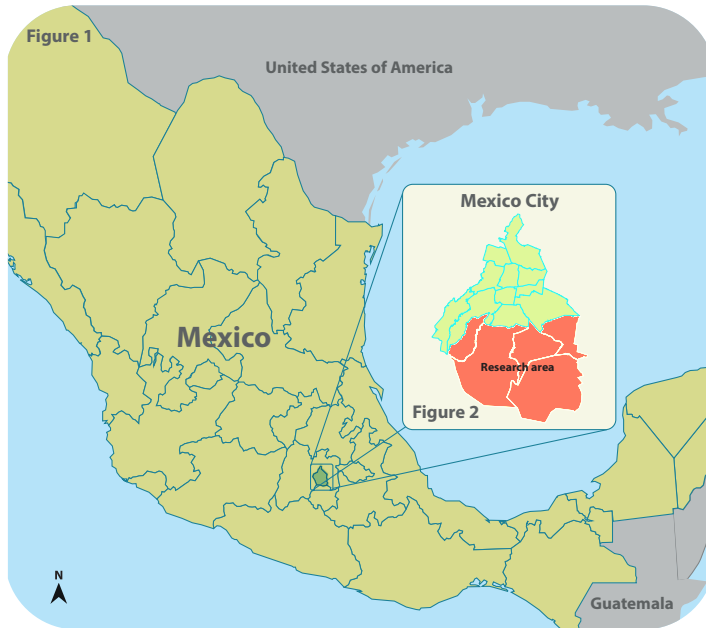 Figure 1
United States of America
Mexico City
Mexico
Research area
Figure 2
N
Guatemala